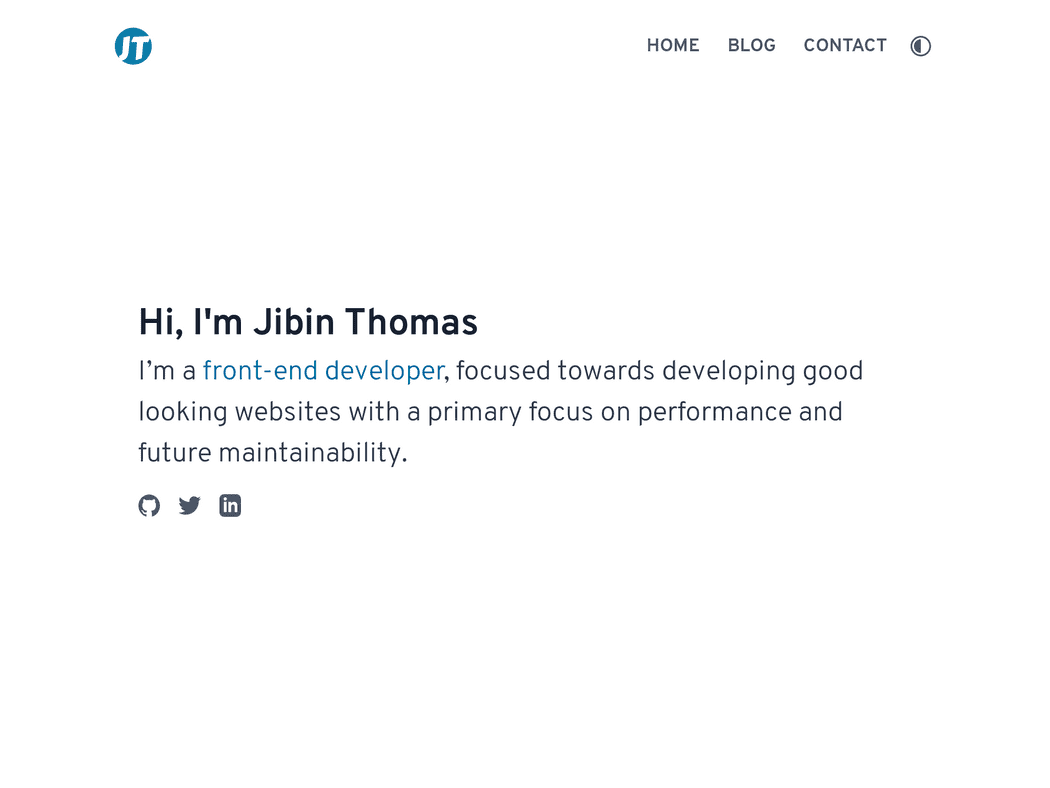 JT
HOME BLOG CONTACT
Hi, I'm Jibin Thomas
I’m a front-end developer, focused towards developing good
looking websites with a primary focus on performance and
future maintainability.
in